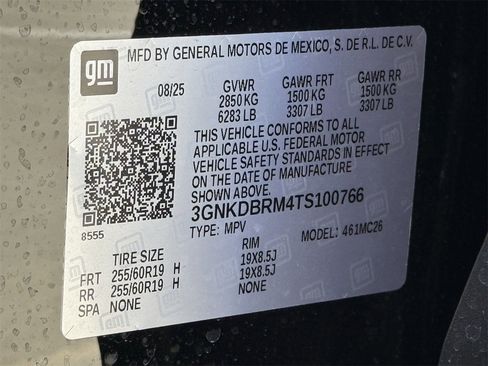 gm
MFD BY GENERAL MOTORS DE MEXICO, S. DE R.L. DE C.V.
08/25 GVWR GAWR FRT GAWR RR
2850 KG 1500 KG 1500 KG
6283 LB 3307 LB 3307 LB
THIS VEHICLE CONFORMS TO ALL
APPLICABLE U.S. FEDERAL MOTOR
VEHICLE SAFETY STANDARDS IN EFFECT
ON THE DATE OF MANUFACTURE
SHOWN ABOVE.
3GNKDBRM4TS100766
8555 TYPE: MPV MODEL: 461MC26
TIRE SIZE RIM
FRT 255/60R19 H 19X8.5J
RR 255/60R19 H 19X8.5J
SPA NONE NONE